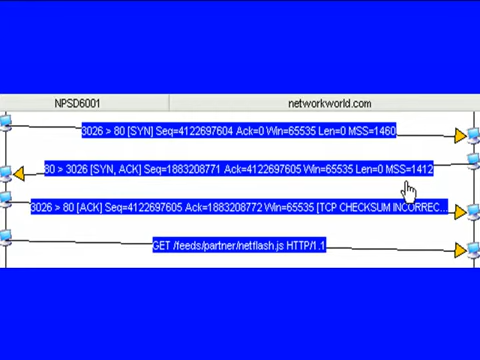 NPSD6001 networkworld.com
3026 > 80 [SYN] Seq=4122697604 Ack=0 Win=65535 Len=0 MSS=1460
80 > 3026 [SYN, ACK] Seq=1883208771 Ack=4122697605 Win=65535 Len=0 MSS=1412
3026 > 80 [ACK] Seq=4122697605 Ack=1883208772 Win=65535 [TCP CHECKSUM INCORREC...
GET /feeds/partner/netflash.js HTTP/1.1